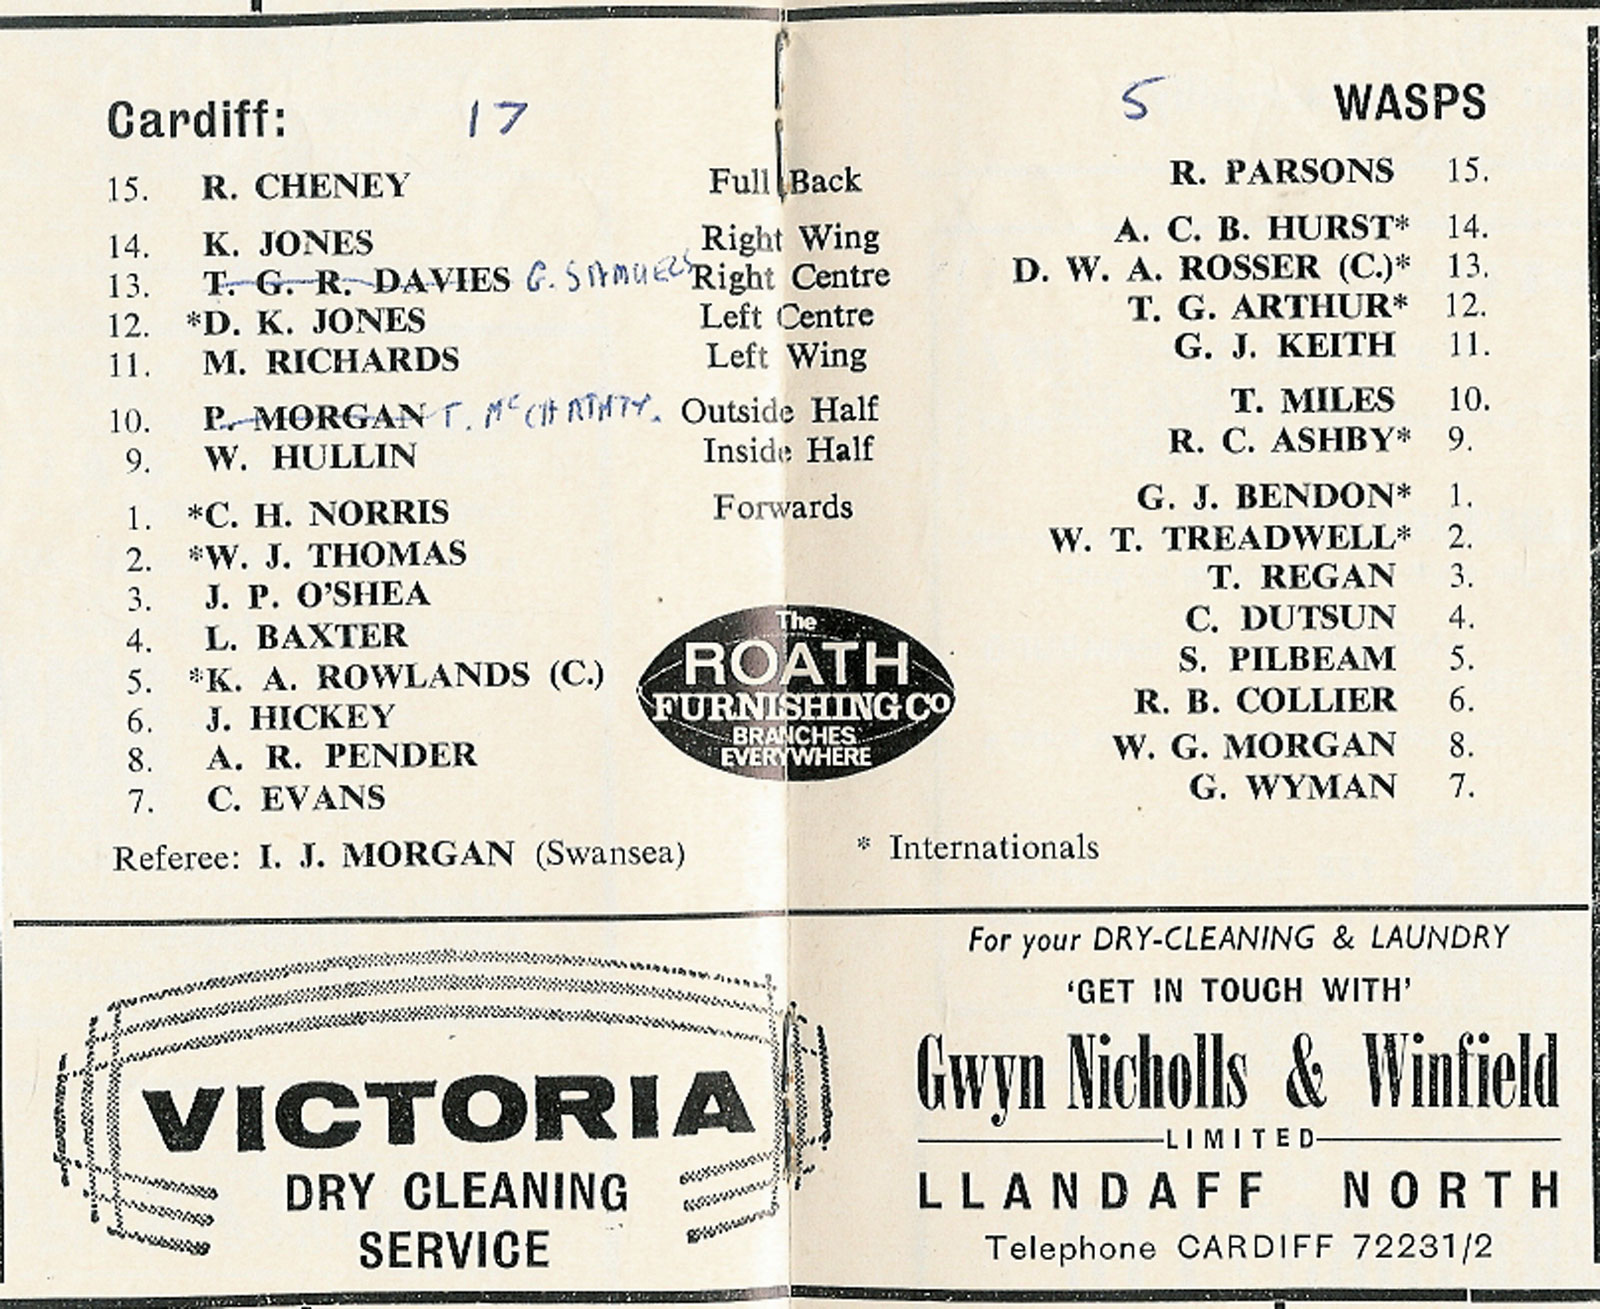 Cardiff: 17 5 WASPS
15. R. CHENEY Full Back R. PARSONS 15.
14. K. JONES Right Wing A. C. B. HURST* 14.
13. T. G. R. DAVIES G. SAMUELS Right Centre D. W. A. ROSSER (C.)* 13.
12. *D. K. JONES Left Centre T. G. ARTHUR* 12.
11. M. RICHARDS Left Wing G. J. KEITH 11.
10. P. MORGAN T. McCARTHY. Outside Half T. MILES 10.
9. W. HULLIN Inside Half R. C. ASHBY* 9.
1. *C. H. NORRIS Forwards G. J. BENDON* 1.
2. *W. J. THOMAS W. T. TREADWELL* 2.
3. J. P. O'SHEA T. REGAN 3.
4. L. BAXTER C. DUTSUN 4.
5. *K. A. ROWLANDS (C.) S. PILBEAM 5.
6. J. HICKEY R. B. COLLIER 6.
8. A. R. PENDER W. G. MORGAN 8.
7. C. EVANS G. WYMAN 7.
The
ROATH
FURNISHING CO
BRANCHES
EVERYWHERE
Referee: I. J. MORGAN (Swansea) * Internationals
VICTORIA
DRY CLEANING
SERVICE
For your DRY-CLEANING & LAUNDRY
'GET IN TOUCH WITH'
Gwyn Nicholls & Winfield
LIMITED
LLANDAFF NORTH
Telephone CARDIFF 72231/2